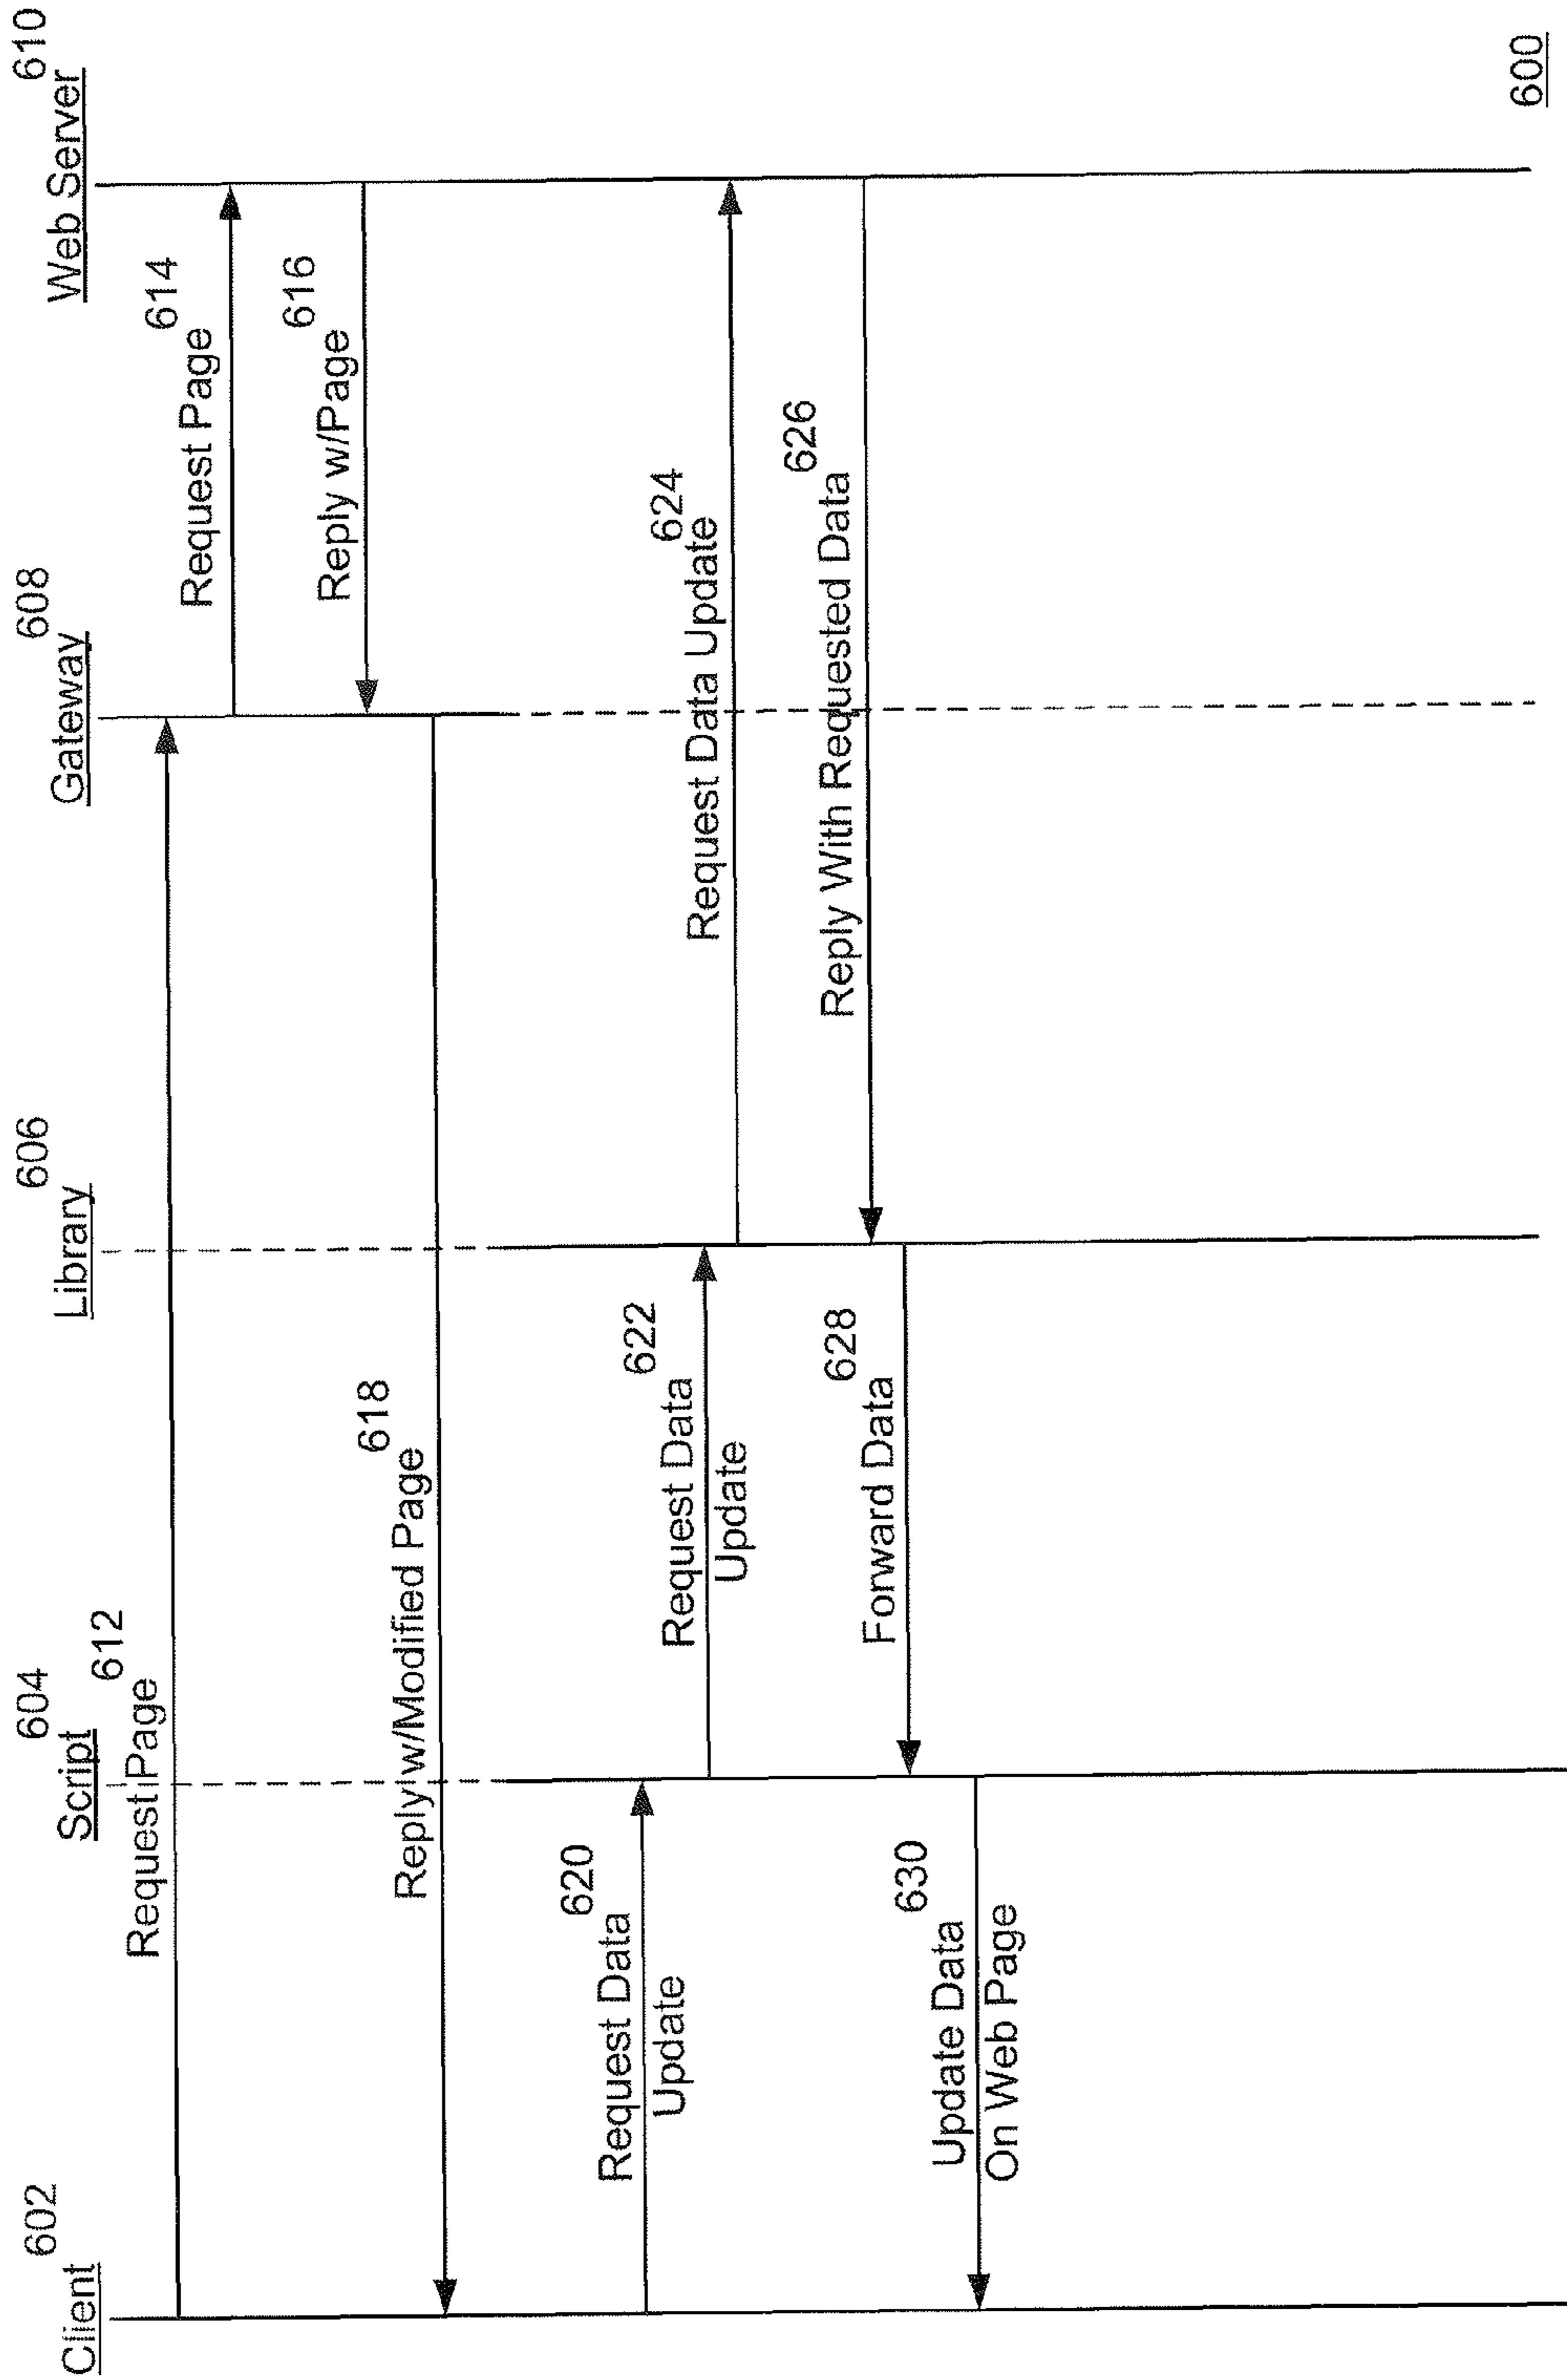 602
Client
604
Script
606
Library
608
Gateway
610
Web Server
612
Request Page
614
Request Page
616
Reply w/Page
618
Reply w/Modified Page
620
Request Data
Update
622
Request Data
Update
624
Request Data Update
626
Reply With Requested Data
628
Forward Data
630
Update Data
On Web Page
600